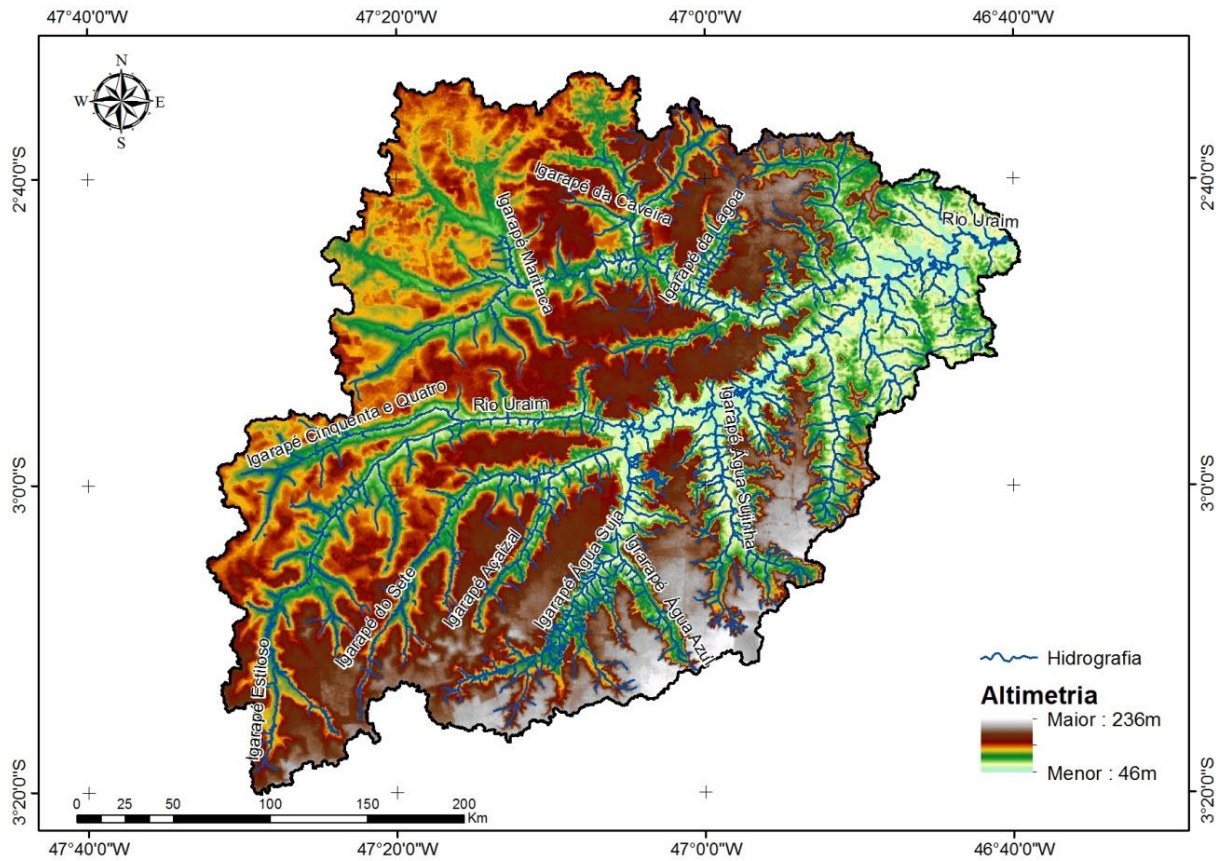 47°40'0"W 47°20'0"W 47°0'0"W 46°40'0"W
N
W E
S
2°40'0"S 2°40'0"S
Igarapé da Caveira
Igarapé Maritaca
Igarapé da Lagoa
Rio Uraim
Igarapé Cinquenta e Quatro
Rio Uraim
Igarapé Água Sujinha
3°0'0"S 3°0'0"S
Igarapé do Sete
Igarapé Açaizal
Igarapé Água Suja
Igrarapé Água Azul
Igarapé Estiloso
Hidrografia
Altimetria
Maior : 236m
Menor : 46m
3°20'0"S 3°20'0"S
0 25 50 100 150 200
Km
47°40'0"W 47°20'0"W 47°0'0"W 46°40'0"W